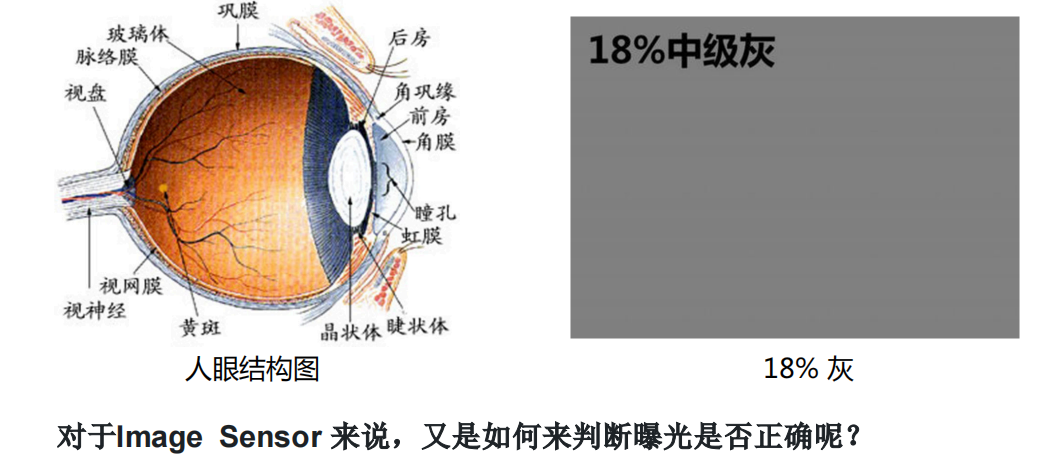 巩膜
玻璃体
脉络膜
视盘
后房
角巩缘
前房
角膜
瞳孔
虹膜
视网膜
视神经
黄斑
晶状体
睫状体
人眼结构图
18%中级灰
18% 灰
对于Image Sensor 来说，又是如何来判断曝光是否正确呢？